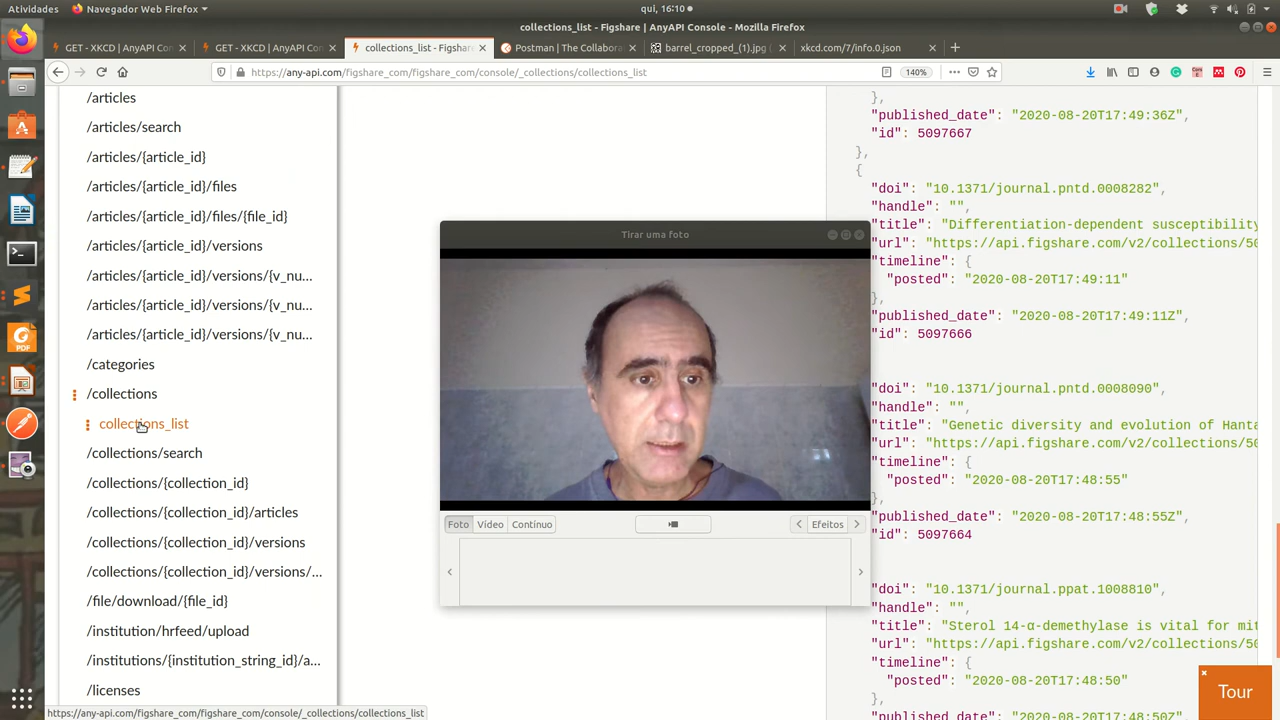 Atividades
Navegador Web Firefox
qui, 16:10
collections_list - Figshare | AnyAPI Console - Mozilla Firefox
GET - XKCD | AnyAPI Con
GET - XKCD | AnyAPI Cons
collections_list - Figshare
Postman | The Collabora
barrel_cropped_(1).jpg (
xkcd.com/7/info.0.json
https://any-api.com/figshare_com/figshare_com/console/_collections/collections_list
140%
/articles
/articles/search
/articles/{article_id}
/articles/{article_id}/files
/articles/{article_id}/files/{file_id}
/articles/{article_id}/versions
/articles/{article_id}/versions/{v_nu...
/articles/{article_id}/versions/{v_nu...
/articles/{article_id}/versions/{v_nu...
/categories
/collections
collections_list
/collections/search
/collections/{collection_id}
/collections/{collection_id}/articles
/collections/{collection_id}/versions
/collections/{collection_id}/versions/...
/file/download/{file_id}
/institution/hrfeed/upload
/institutions/{institution_string_id}/a...
/licenses
https://any-api.com/figshare_com/figshare_com/console/_collections/collections_list
Tirar uma foto
Foto
Vídeo
Contínuo
Efeitos
},
"published_date": "2020-08-20T17:49:36Z",
"id": 5097667
},
{
"doi": "10.1371/journal.pntd.0008282",
"handle": "",
"title": "Differentiation-dependent susceptibility
"url": "https://api.figshare.com/v2/collections/50
"timeline": {
"posted": "2020-08-20T17:49:11"
},
"published_date": "2020-08-20T17:49:11Z",
"id": 5097666
"doi": "10.1371/journal.pntd.0008090",
"handle": "",
"title": "Genetic diversity and evolution of Hanta
"url": "https://api.figshare.com/v2/collections/50
"timeline": {
"posted": "2020-08-20T17:48:55"
},
"published_date": "2020-08-20T17:48:55Z",
"id": 5097664
"doi": "10.1371/journal.ppat.1008810",
"handle": "",
"title": "Sterol 14-α-demethylase is vital for mit
"url": "https://api.figshare.com/v2/collections/50
"timeline": {
"posted": "2020-08-20T17:48:50"
},
"published_date": "2020-08-20T17:48:50Z",
Tour